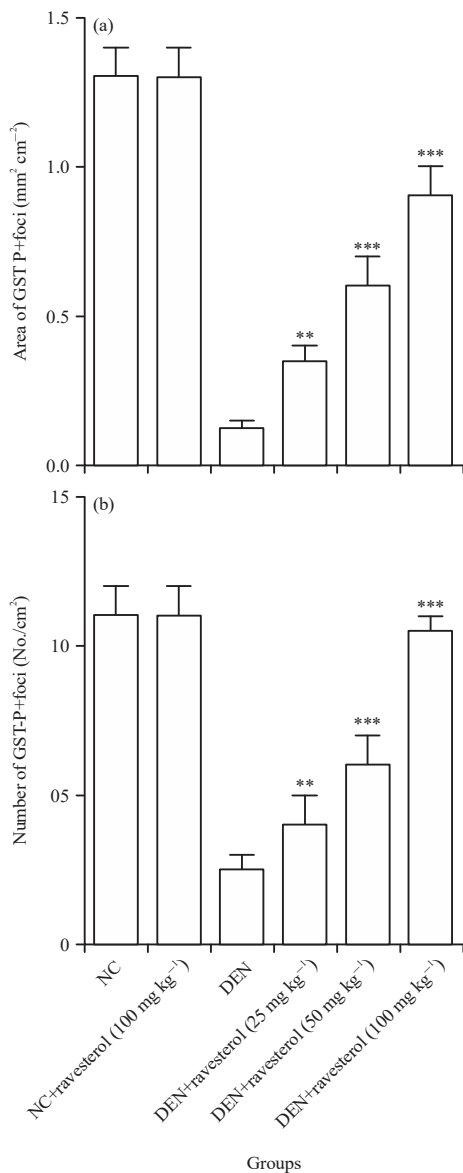 (a)
1.5
1.0
0.5
0.0
Area of GST P+foci (mm² cm⁻²)
***
***
**
(b)
15
10
05
0
Number of GST-P+foci (No./cm²)
***
***
**
NC
NC+ravesterol (100 mg kg⁻¹)
DEN
DEN+ravesterol (25 mg kg⁻¹)
DEN+ravesterol (50 mg kg⁻¹)
DEN+ravesterol (100 mg kg⁻¹)
Groups